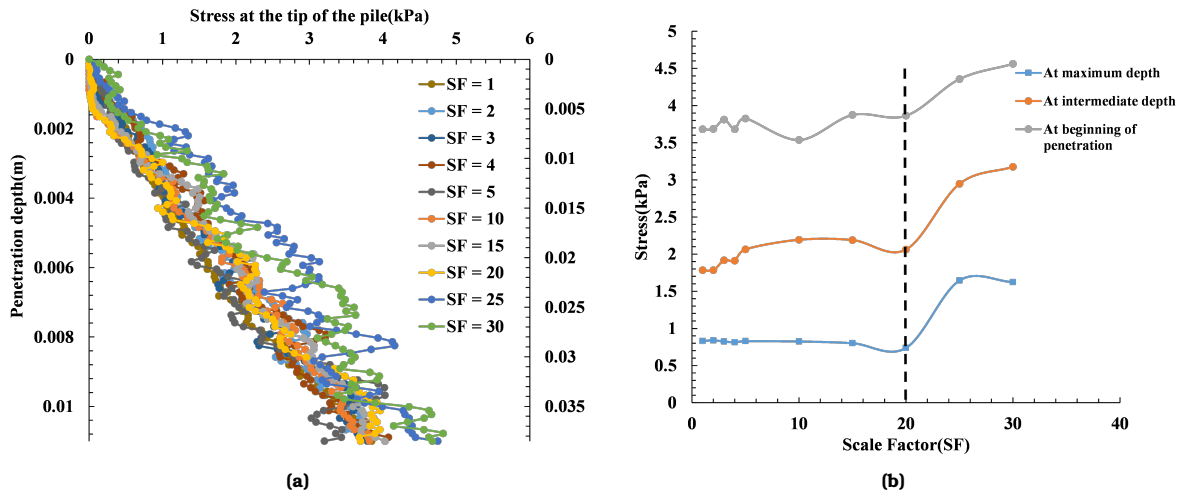 Stress at the tip of the pile(kPa)
0 1 2 3 4 5 6
0
0.002
0.004
0.006
0.008
0.01
Penetration depth(m)
0
0.005
0.01
0.015
0.02
0.025
0.03
0.035
SF = 1
SF = 2
SF = 3
SF = 4
SF = 5
SF = 10
SF = 15
SF = 20
SF = 25
SF = 30
(a)
5
4.5
4
3.5
3
2.5
2
1.5
1
0.5
0
Stress(kPa)
0 10 20 30 40
Scale Factor(SF)
At maximum depth
At intermediate depth
At beginning of
penetration
(b)